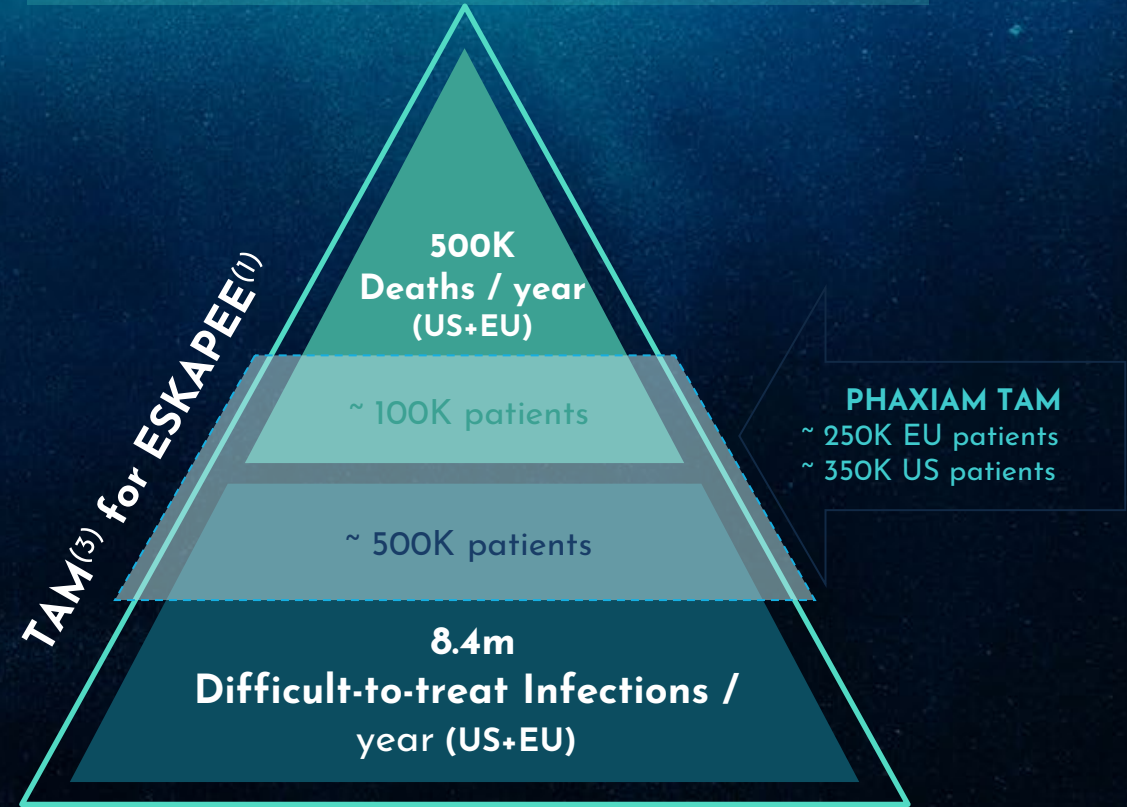 500K
Deaths / year
(US+EU)
TAM(3) for ESKAPEE(1)
~ 100K patients
PHAXIAM TAM
~ 250K EU patients
~ 350K US patients
~ 500K patients
8.4m
Difficult-to-treat Infections /
year (US+EU)